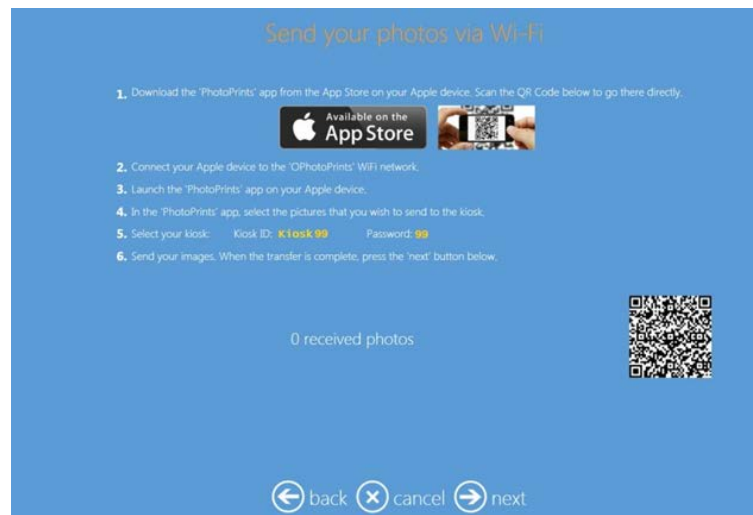 Send your photos via Wi-Fi
1. Download the 'PhotoPrints' app from the App Store on your Apple device. Scan the QR Code below to go there directly.
Available on the
App Store
2. Connect your Apple device to the 'OPhotoPrints' WiFi network.
3. Launch the 'PhotoPrints' app on your Apple device.
4. In the 'PhotoPrints' app, select the pictures that you wish to send to the kiosk.
5. Select your kiosk: Kiosk ID: Kiosk99 Password: 99
6. Send your images. When the transfer is complete, press the 'next' button below.
0 received photos
back cancel next